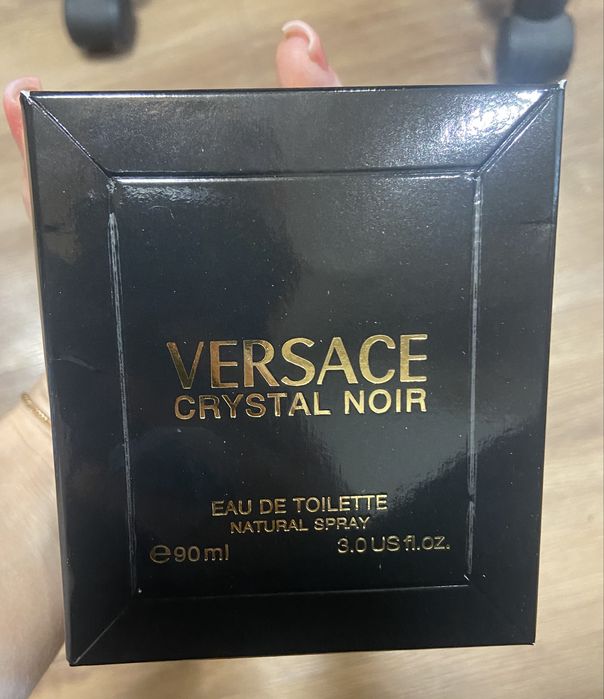 VERSACE
CRYSTAL NOIR
EAU DE TOILETTE
NATURAL SPRAY
℮90ml 3.0 US fl.oz.